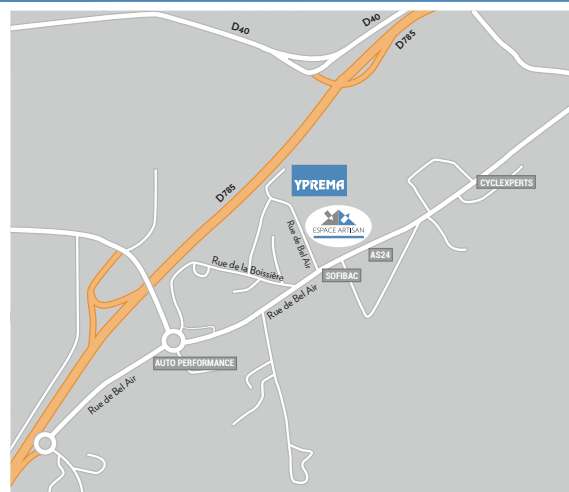 D40
D40
D785
D785
YPREMA
CYCLEXPERTS
ESPACE ARTISAN
Rue de Bel Air
AS24
Rue de la Boissière
SOFIBAC
Rue de Bel Air
AUTO PERFORMANCE
Rue de Bel Air